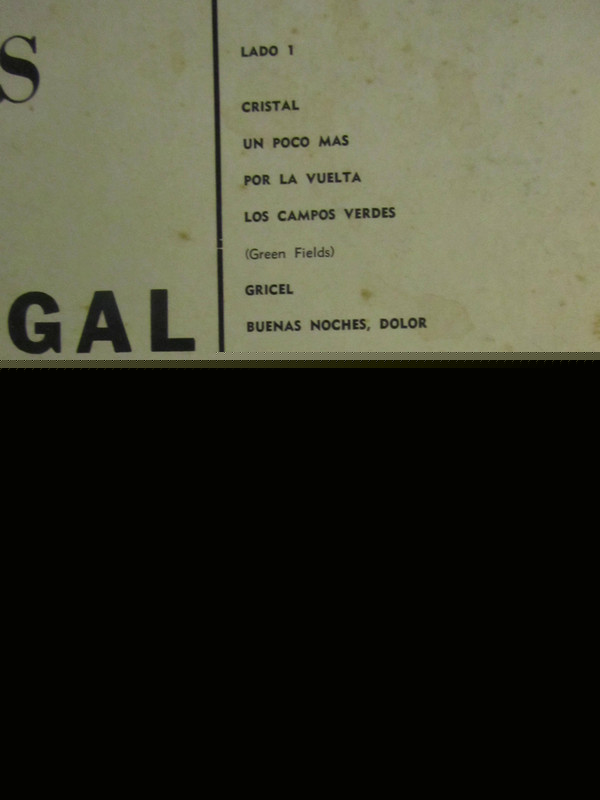 S
GAL
LADO 1
CRISTAL
UN POCO MAS
POR LA VUELTA
LOS CAMPOS VERDES
(Green Fields)
GRICEL
BUENAS NOCHES, DOLOR